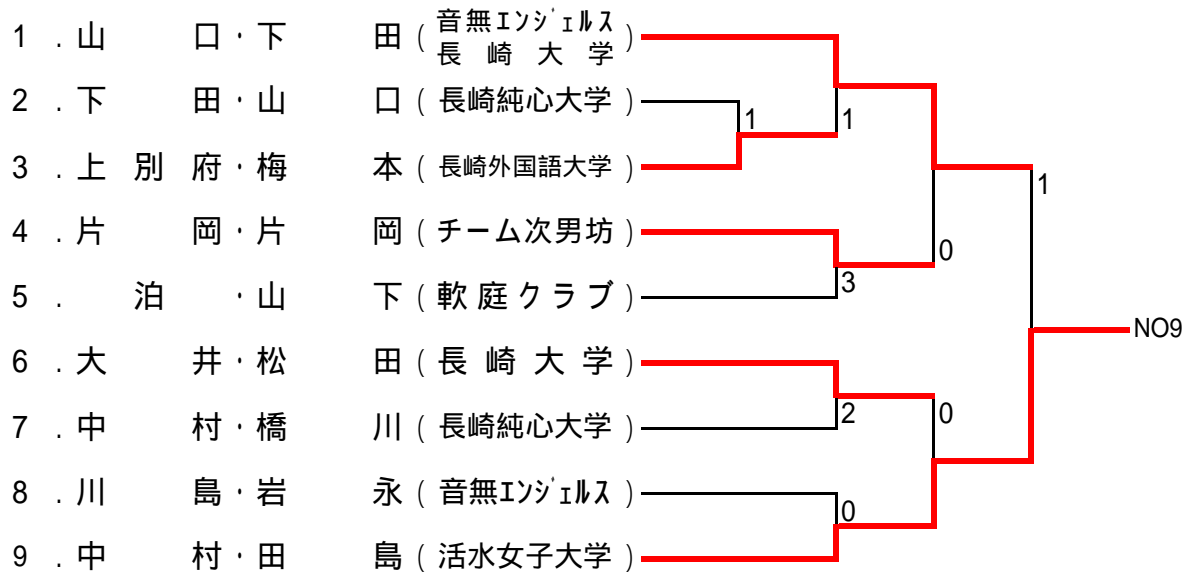 1 . 山 口 · 下 田 ( 音無エンジェルス 長崎大学 )
2 . 下 田 · 山 口 ( 長崎純心大学 )
1
1
3 . 上 別 府 · 梅 本 ( 長崎外国語大学 )
1
4 . 片 岡 · 片 岡 ( チーム次男坊 )
0
3
5 . 泊 · 山 下 ( 軟庭クラブ )
NO9
6 . 大 井 · 松 田 ( 長崎大学 )
2
0
7 . 中 村 · 橋 川 ( 長崎純心大学 )
8 . 川 島 · 岩 永 ( 音無エンジェルス )
0
9 . 中 村 · 田 島 ( 活水女子大学 )